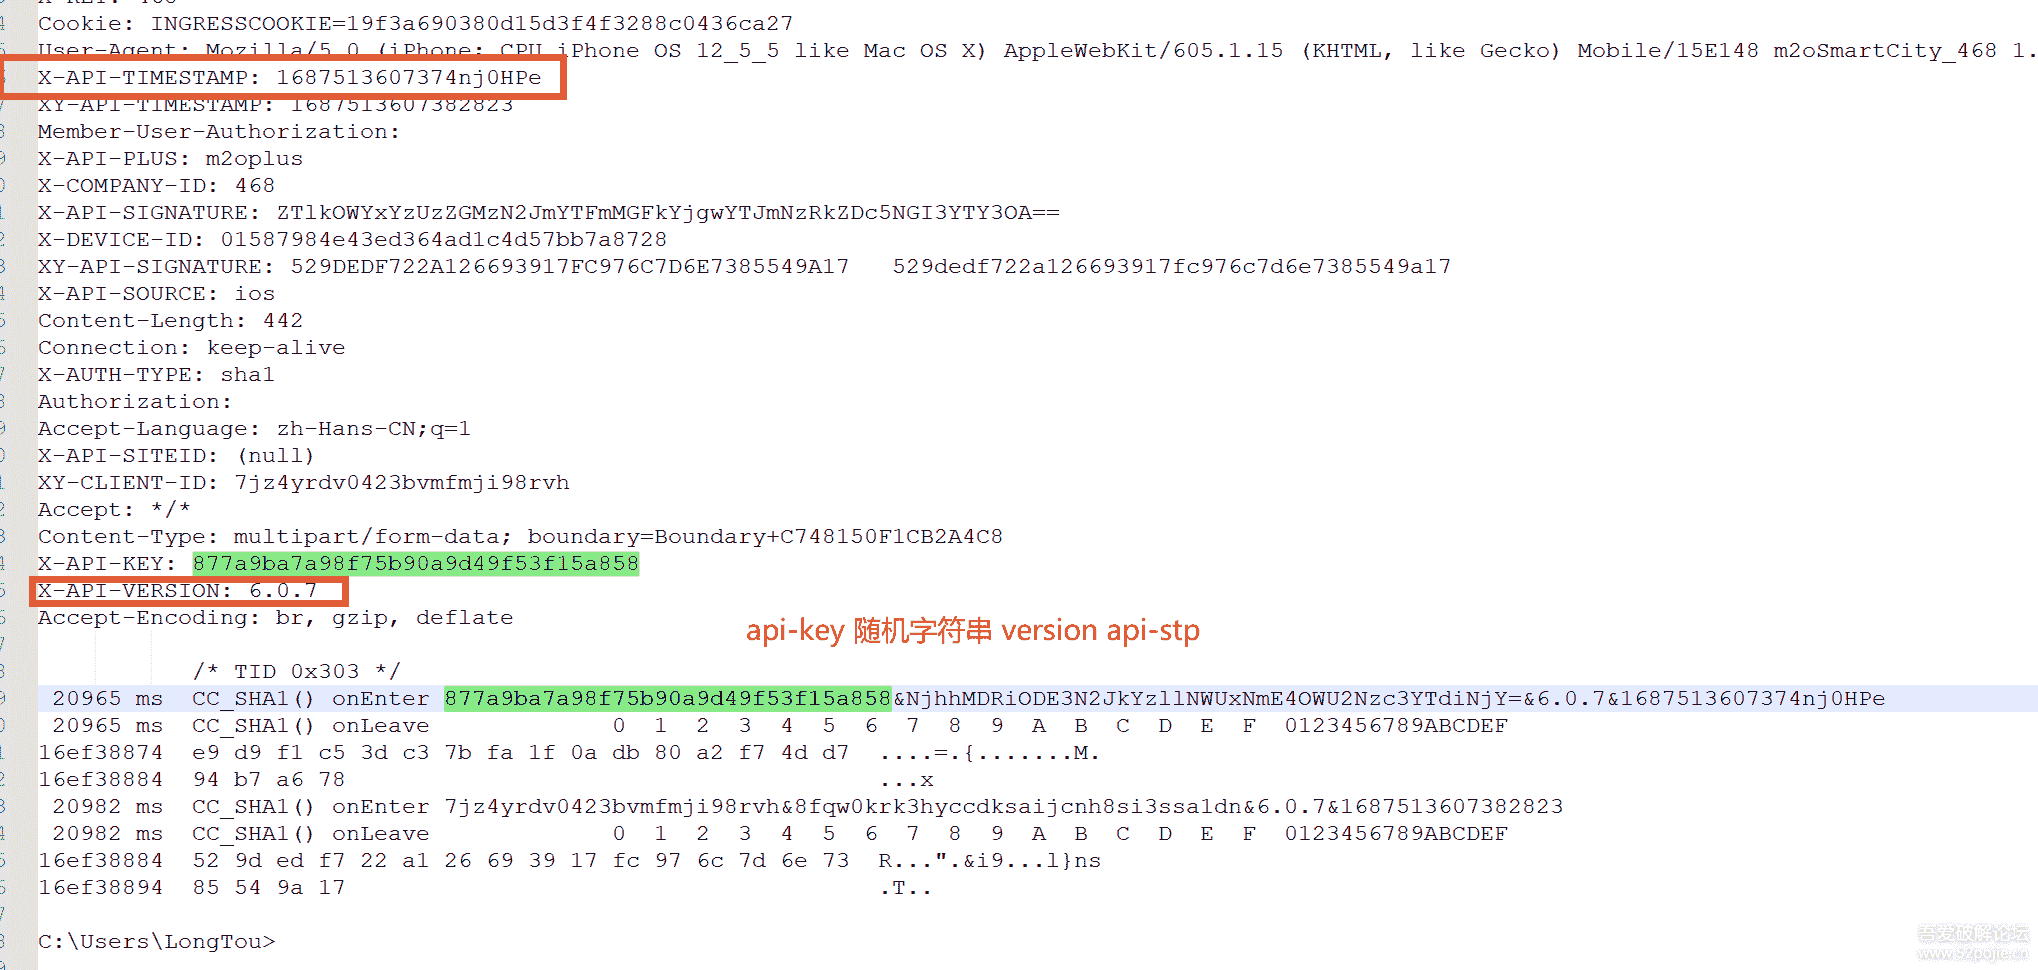 X-REF: 468
Cookie: INGRESSCOOKIE=19f3a690380d15d3f4f3288c0436ca27
User-Agent: Mozilla/5.0 (iPhone; CPU iPhone OS 12_5_5 like Mac OS X) AppleWebKit/605.1.15 (KHTML, like Gecko) Mobile/15E148 m2oSmartCity_468 1.
X-API-TIMESTAMP: 1687513607374nj0HPe
XY-API-TIMESTAMP: 1687513607382823
Member-User-Authorization:
X-API-PLUS: m2oplus
X-COMPANY-ID: 468
X-API-SIGNATURE: ZTlkOWYxYzUzZGMzN2JmYTFmMGFkYjgwYTJmNzRkZDc5NGI3YTY3OA==
X-DEVICE-ID: 01587984e43ed364ad1c4d57bb7a8728
XY-API-SIGNATURE: 529DEDF722A126693917FC976C7D6E7385549A17 529dedf722a126693917fc976c7d6e7385549a17
X-API-SOURCE: ios
Content-Length: 442
Connection: keep-alive
X-AUTH-TYPE: sha1
Authorization:
Accept-Language: zh-Hans-CN;q=1
X-API-SITEID: (null)
XY-CLIENT-ID: 7jz4yrdv0423bvmfmji98rvh
Accept: */*
Content-Type: multipart/form-data; boundary=Boundary+C748150F1CB2A4C8
X-API-KEY: 877a9ba7a98f75b90a9d49f53f15a858
X-API-VERSION: 6.0.7
Accept-Encoding: br, gzip, deflate
api-key 随机字符串 version api-stp
/* TID 0x303 */
20965 ms CC_SHA1() onEnter 877a9ba7a98f75b90a9d49f53f15a858&NjhhMDRiODE3N2JkYzllNWUxNmE4OWU2Nzc3YTdiNjY=&6.0.7&1687513607374nj0HPe
20965 ms CC_SHA1() onLeave 0 1 2 3 4 5 6 7 8 9 A B C D E F 0123456789ABCDEF
16ef38874 e9 d9 f1 c5 3d c3 7b fa 1f 0a db 80 a2 f7 4d d7 ....=.{.......M.
16ef38884 94 b7 a6 78 ...x
20982 ms CC_SHA1() onEnter 7jz4yrdv0423bvmfmji98rvh&8fqw0krk3hyccdksaijcnh8si3ssa1dn&6.0.7&1687513607382823
20982 ms CC_SHA1() onLeave 0 1 2 3 4 5 6 7 8 9 A B C D E F 0123456789ABCDEF
16ef38884 52 9d ed f7 22 a1 26 69 39 17 fc 97 6c 7d 6e 73 R...".&i9...l}ns
16ef38894 85 54 9a 17 .T..
C:\Users\LongTou>
吾爱破解论坛
www.52pojie.cn